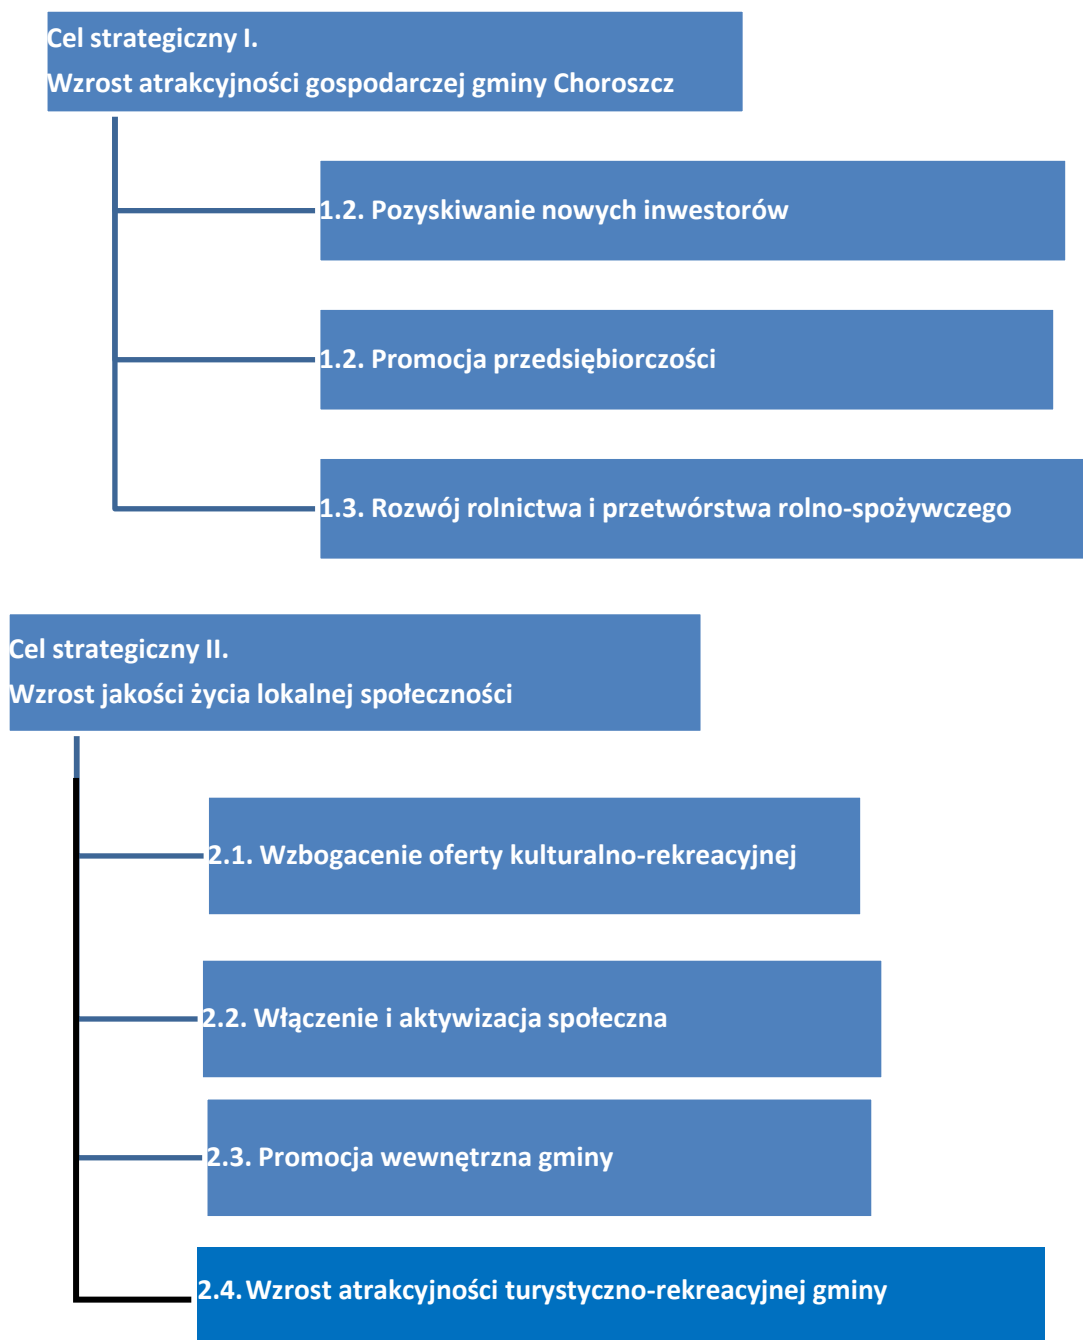 Cel strategiczny I.
Wzrost atrakcyjności gospodarczej gminy Choroszcz
1.2. Pozyskiwanie nowych inwestorów
1.2. Promocja przedsiębiorczości
1.3. Rozwój rolnictwa i przetwórstwa rolno-spożywczego
Cel strategiczny II.
Wzrost jakości życia lokalnej społeczności
2.1. Wzbogacenie oferty kulturalno-rekreacyjnej
2.2. Włączenie i aktywizacja społeczna
2.3. Promocja wewnętrzna gminy
2.4. Wzrost atrakcyjności turystyczno-rekreacyjnej gminy